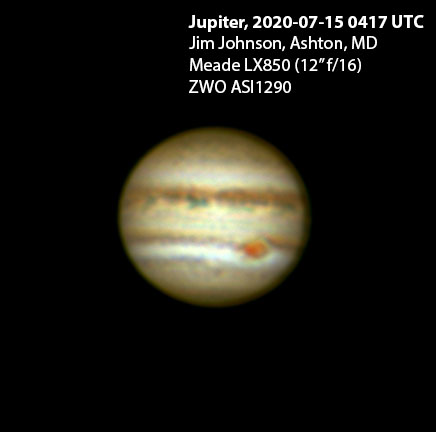 Jupiter, 2020-07-15 0417 UTC
Jim Johnson, Ashton, MD
Meade LX850 (12” f/16)
ZWO ASI1290